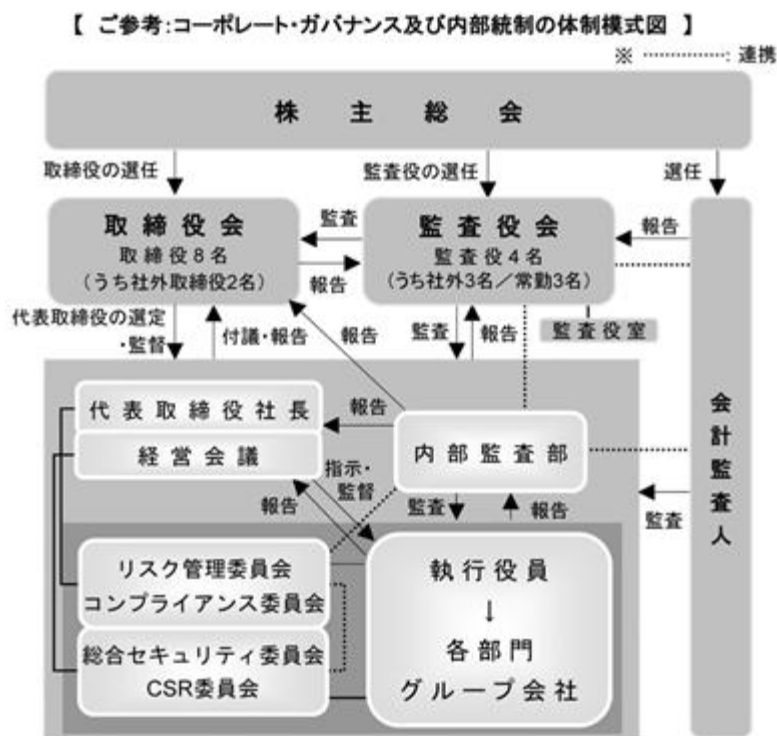 【 ご参考:コーポレート・ガバナンス及び内部統制の体制模式図 】
※ …………: 連携
株主総会
取締役の選任
監査役の選任
選任
取締役会
取締役8名
（うち社外取締役2名）
監査
報告
監査役会
監査役4名
（うち社外3名／常勤3名）
報告
監査役室
代表取締役の選定
・監督
付議・報告
報告
監査
報告
代表取締役社長
経営会議
報告
内部監査部
会計監査人
指示・
監督
報告
監査
報告
監査
リスク管理委員会
コンプライアンス委員会
総合セキュリティ委員会
CSR委員会
執行役員
↓
各部門
グループ会社